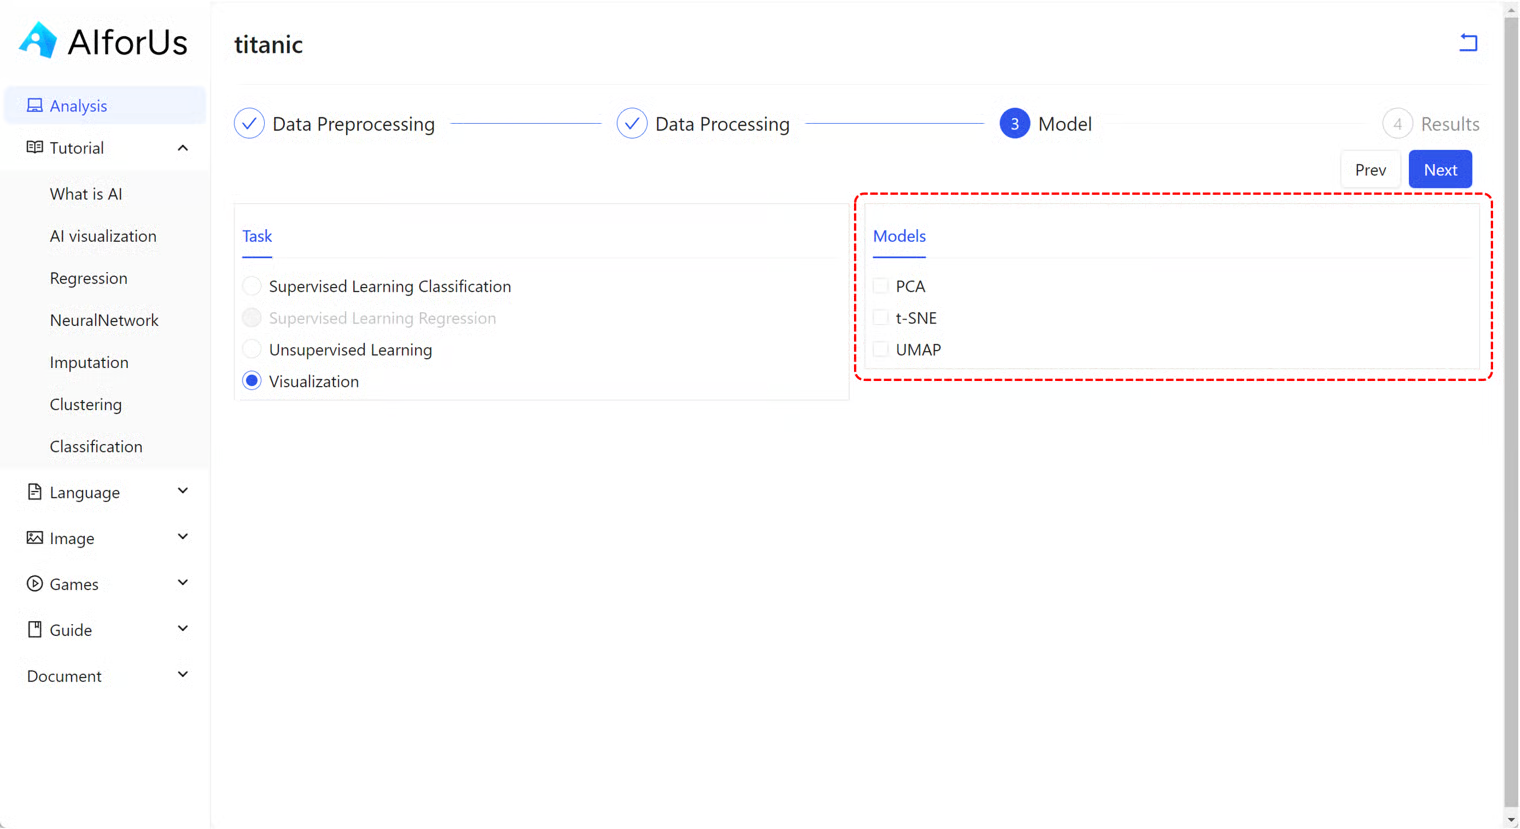 AIforUs
titanic
Analysis
Tutorial
What is AI
AI visualization
Regression
NeuralNetwork
Imputation
Clustering
Classification
Language
Image
Games
Guide
Document
Data Preprocessing
Data Processing
3 Model
4 Results
Prev Next
Task
Supervised Learning Classification
Supervised Learning Regression
Unsupervised Learning
Visualization
Models
PCA
t-SNE
UMAP